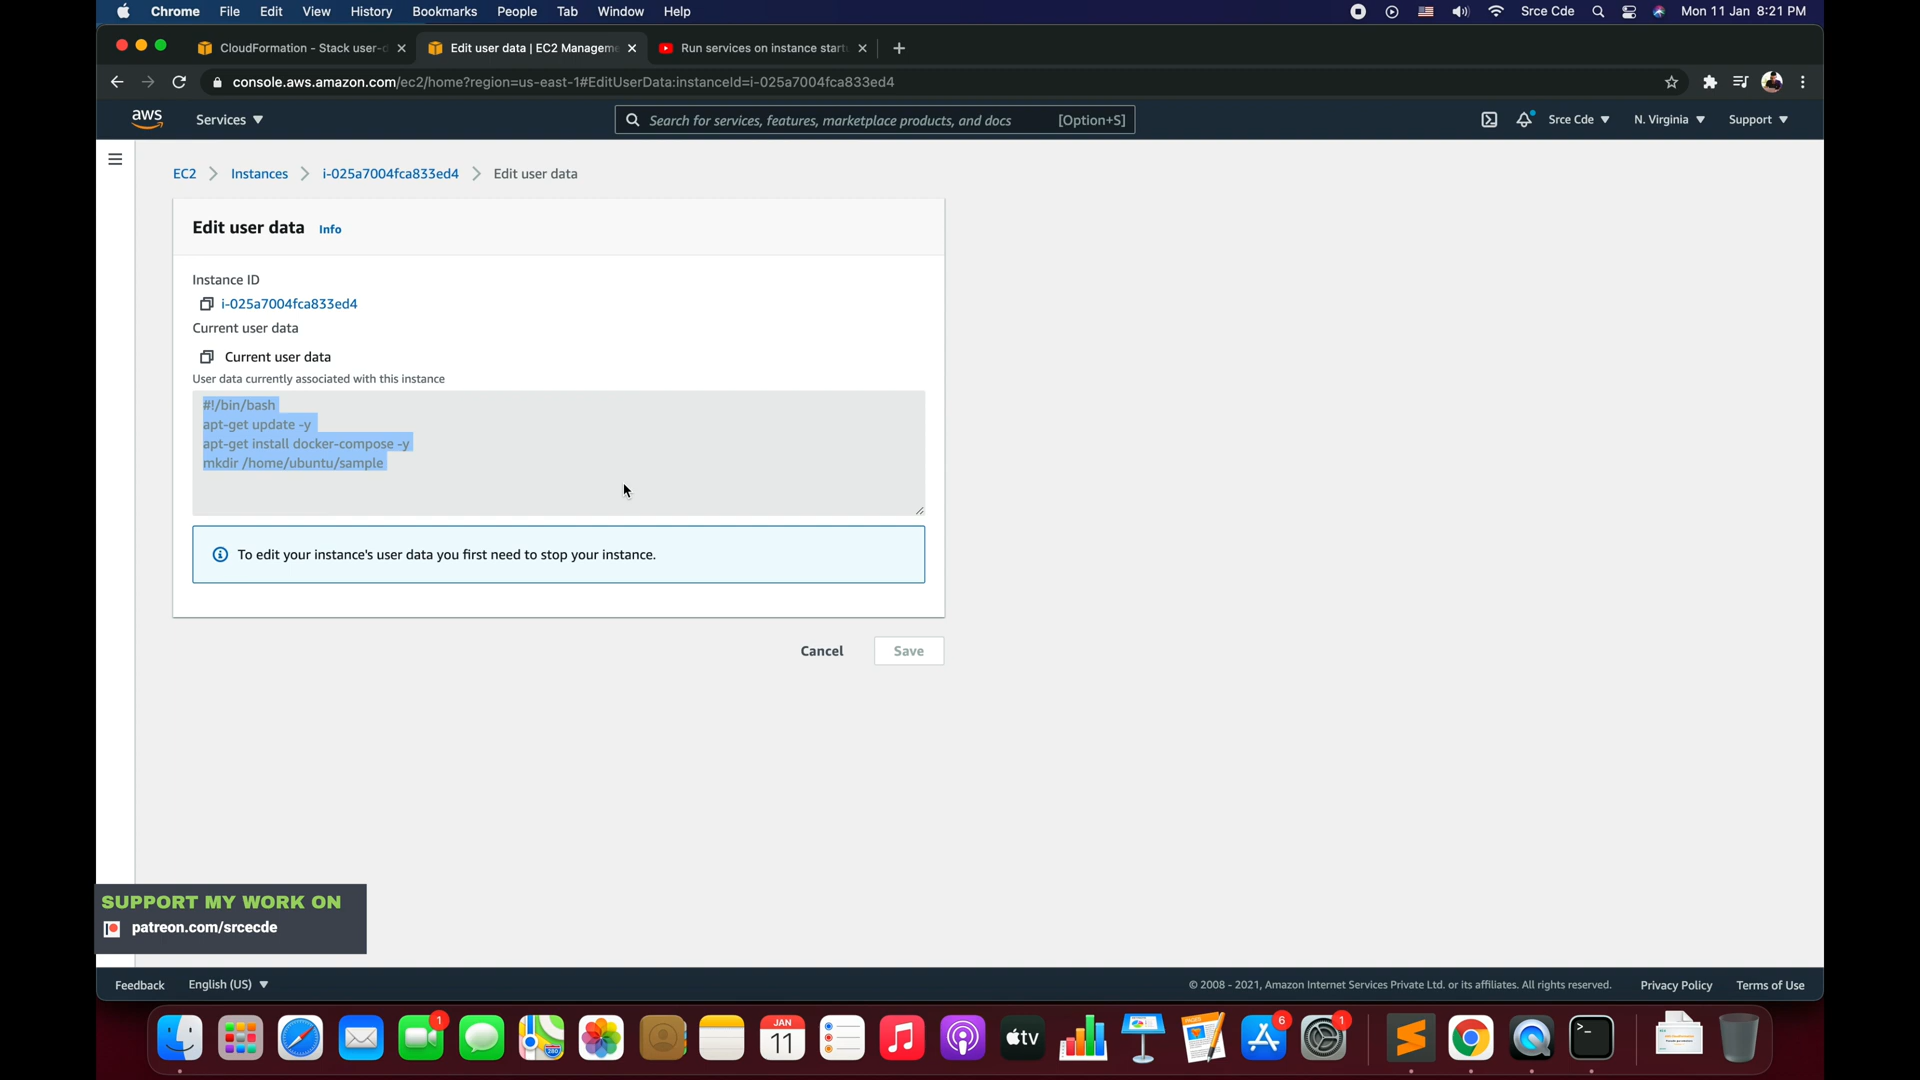 Chrome File Edit View History Bookmarks People Tab Window Help Srce Cde Mon 11 Jan 8:21 PM
CloudFormation - Stack user-d Edit user data | EC2 Manageme Run services on instance start
console.aws.amazon.com/ec2/home?region=us-east-1#EditUserData:instanceId=i-025a7004fca833ed4
aws Services Search for services, features, marketplace products, and docs [Option+S] Srce Cde N. Virginia Support
EC2 Instances i-025a7004fca833ed4 Edit user data
Edit user data Info
Instance ID
i-025a7004fca833ed4
Current user data
Current user data
User data currently associated with this instance
#!/bin/bash
apt-get update -y
apt-get install docker-compose -y
mkdir /home/ubuntu/sample
To edit your instance's user data you first need to stop your instance.
Cancel Save
SUPPORT MY WORK ON
patreon.com/srcecde
Feedback English (US) © 2008 - 2021, Amazon Internet Services Private Ltd. or its affiliates. All rights reserved. Privacy Policy Terms of Use
1 JAN 11 tv 6 1